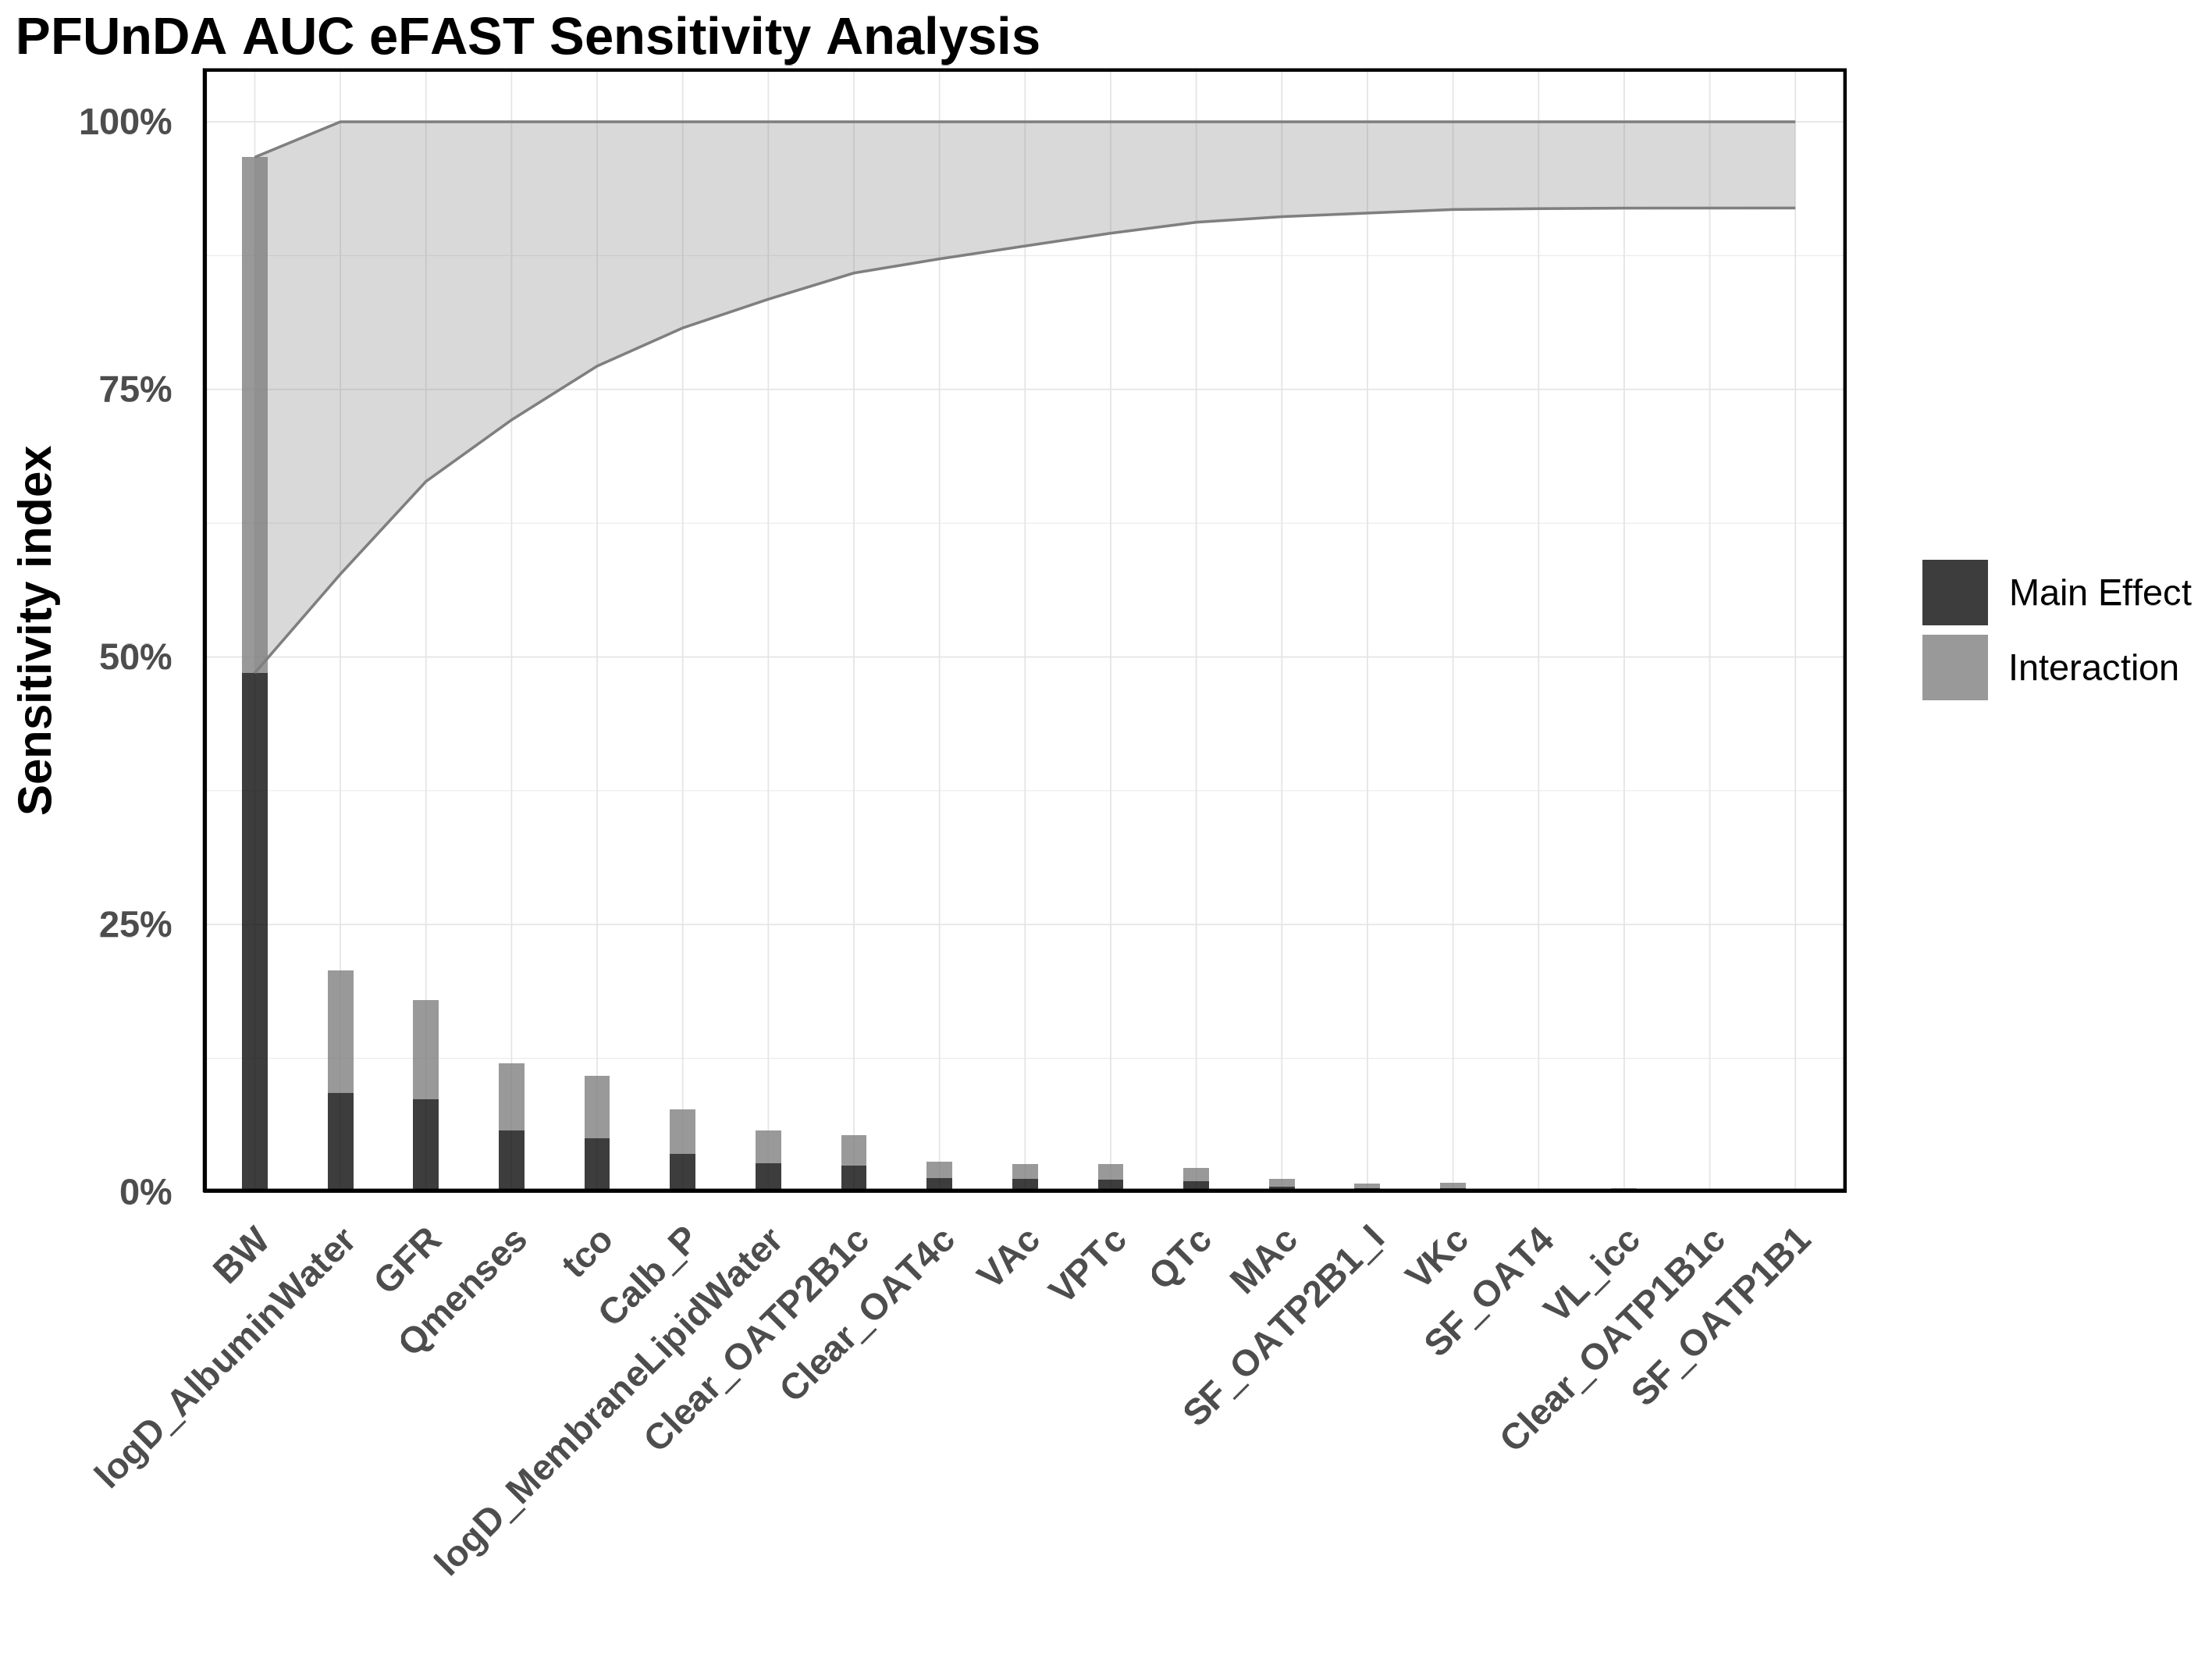 PFUnDA AUC eFAST Sensitivity Analysis
100%
75%
50%
25%
0%
Sensitivity index
BW
logD_AlbuminWater
GFR
Qmenses
tco
Calb_P
logD_MembraneLipidWater
Clear_OATP2B1c
Clear_OAT4c
VAc
VPTc
QTc
MAc
SF_OATP2B1_I
VKc
SF_OAT4
VL_icc
Clear_OATP1B1c
SF_OATP1B1
Main Effect
Interaction